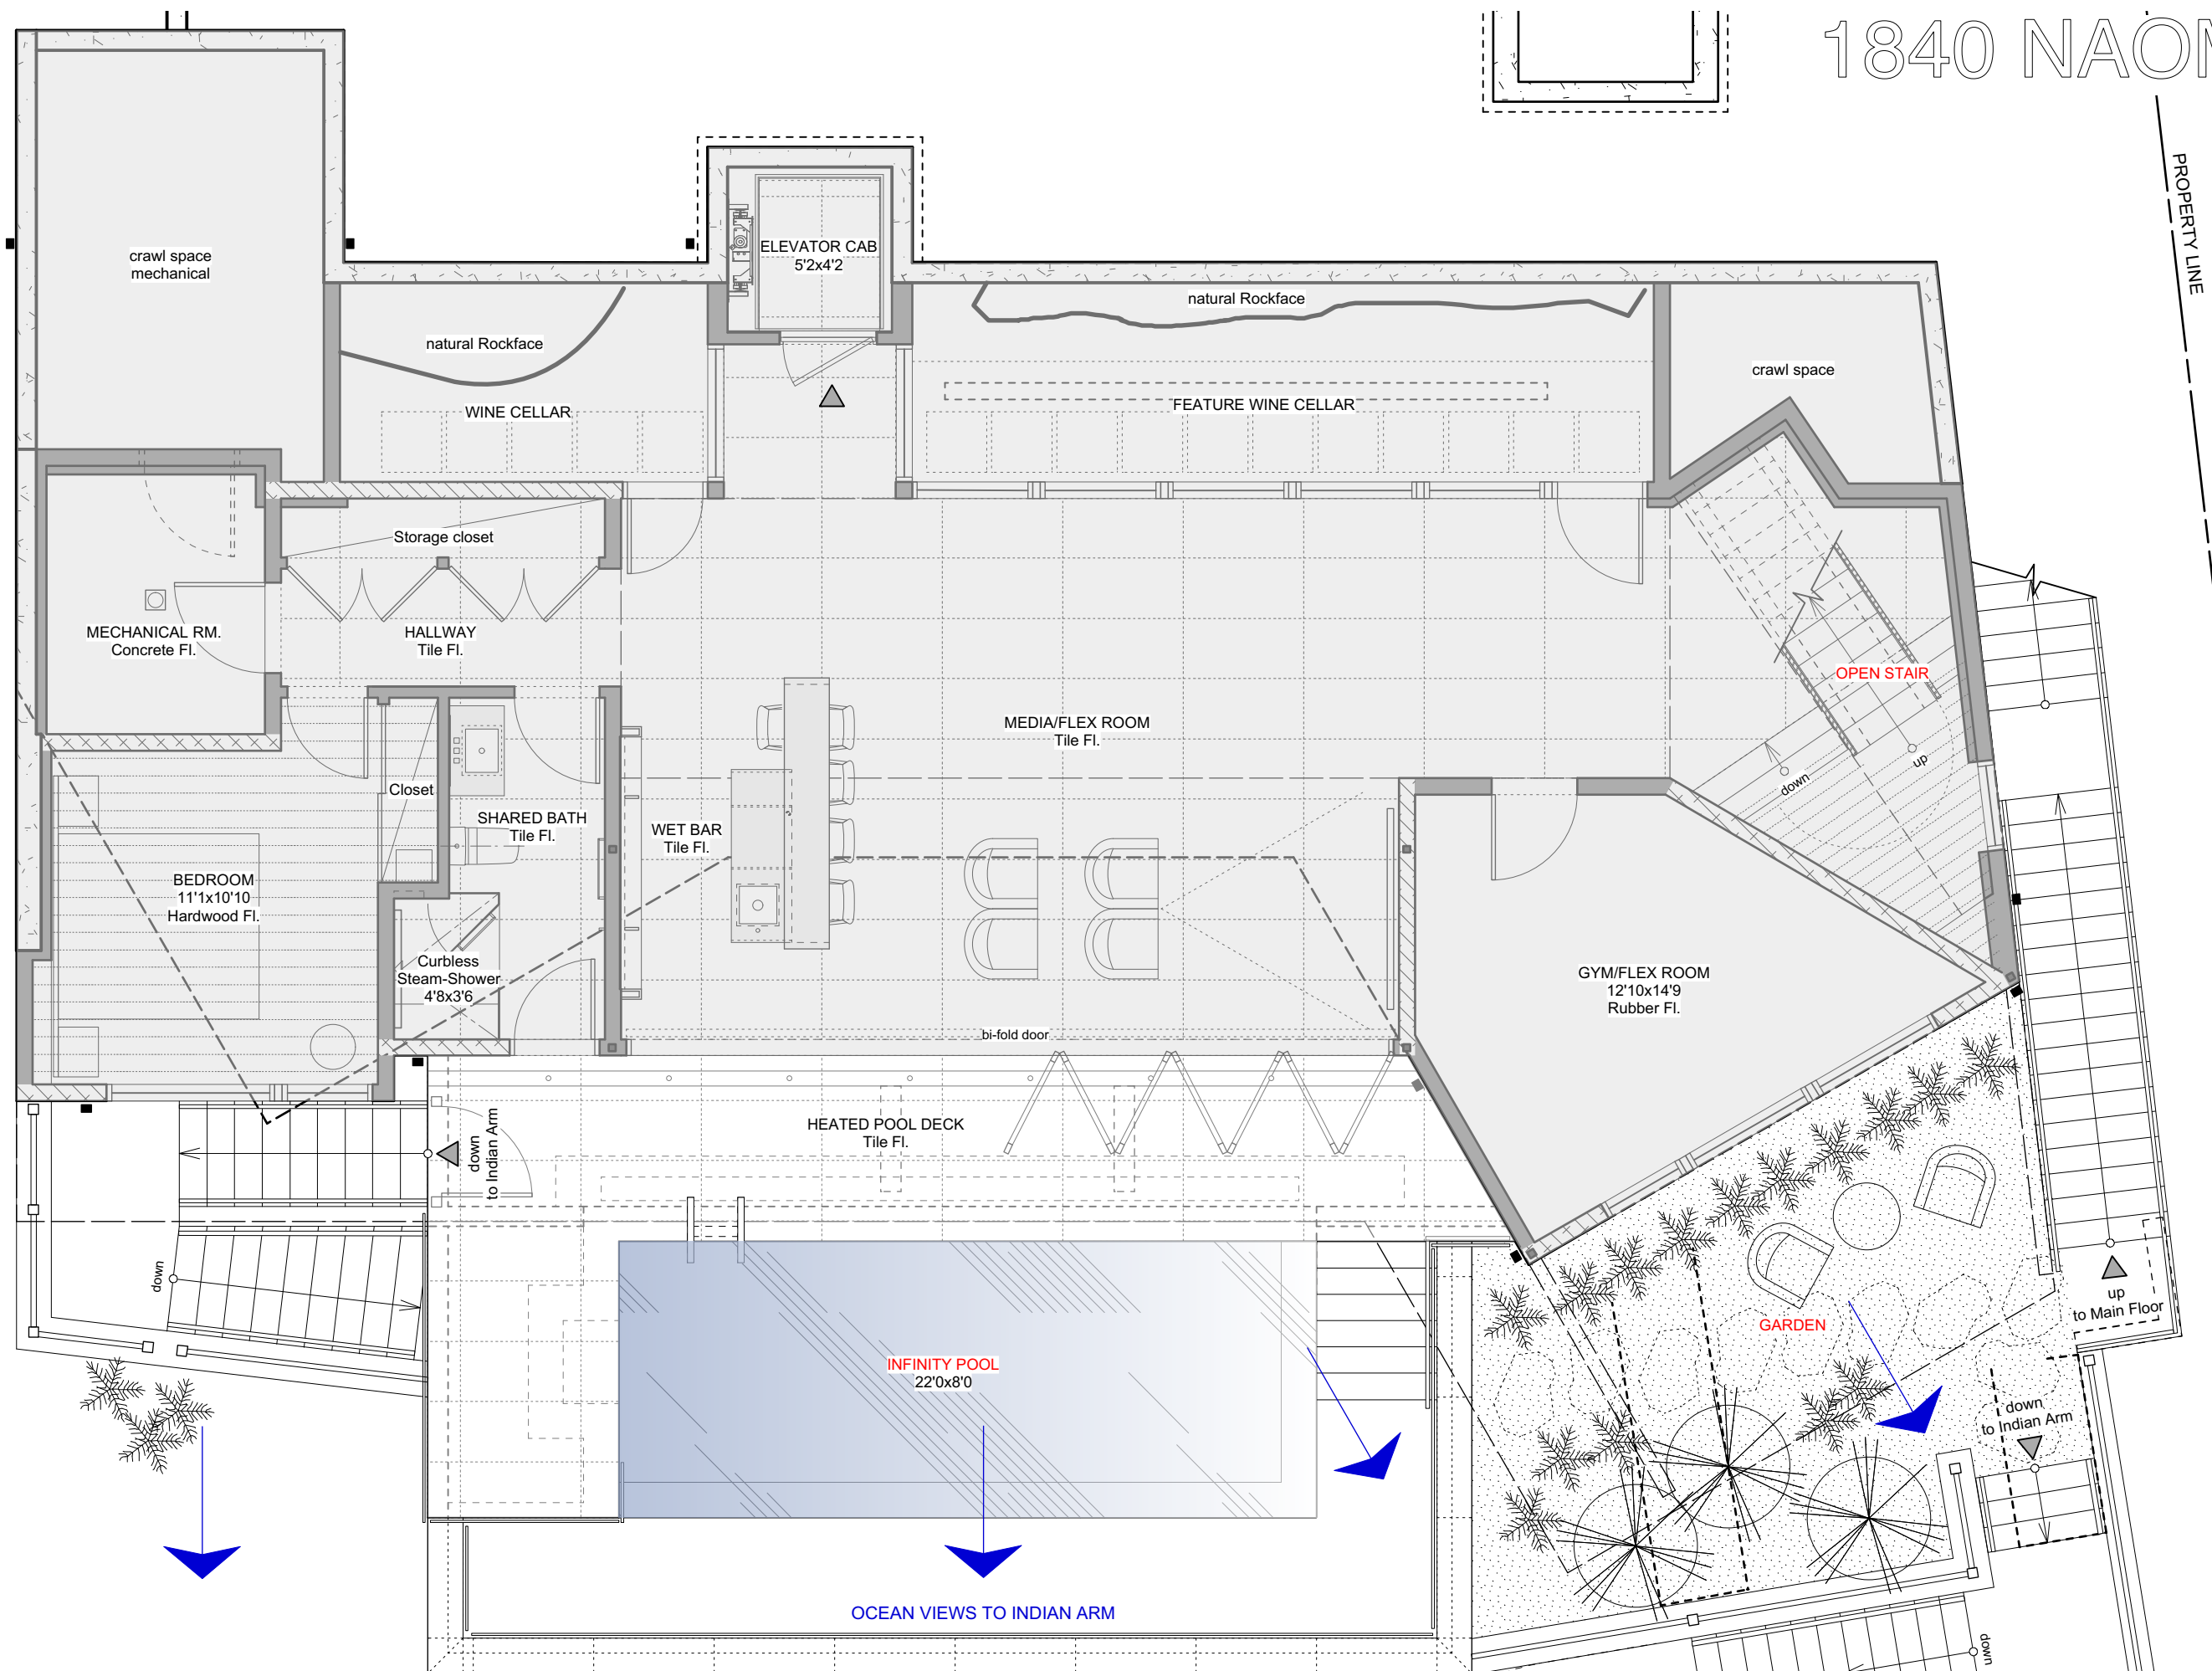 1840 NAOM
PROPERTY LINE
crawl space
mechanical
ELEVATOR CAB
5'2x4'2
natural Rockface
natural Rockface
WINE CELLAR
FEATURE WINE CELLAR
crawl space
Storage closet
MECHANICAL RM.
Concrete Fl.
HALLWAY
Tile Fl.
OPEN STAIR
MEDIA/FLEX ROOM
Tile Fl.
up
down
Closet
SHARED BATH
Tile Fl.
WET BAR
Tile Fl.
BEDROOM
11'1x10'10
Hardwood Fl.
Curbless
Steam-Shower
4'8x3'6
GYM/FLEX ROOM
12'10x14'9
Rubber Fl.
bi-fold door
HEATED POOL DECK
Tile Fl.
down
to Indian Arm
down
up
to Main Floor
GARDEN
INFINITY POOL
22'0x8'0
down
to Indian Arm
OCEAN VIEWS TO INDIAN ARM
down